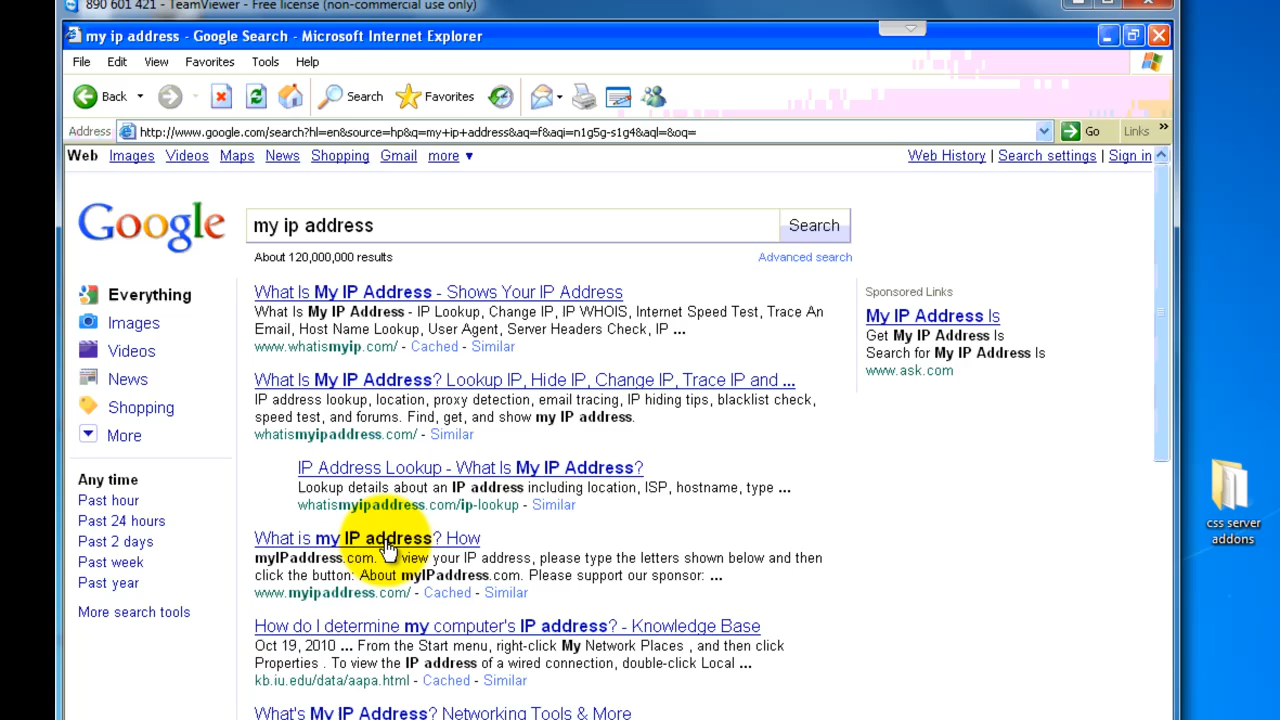 890 601 421 - TeamViewer - Free license (non-commercial use only)
my ip address - Google Search - Microsoft Internet Explorer
File Edit View Favorites Tools Help
Back Search Favorites
Address http://www.google.com/search?hl=en&source=hp&q=my+ip+address&aq=f&aqi=n1g5g-s1g4&aql=&oq= Go Links »
Web Images Videos Maps News Shopping Gmail more ▼ Web History | Search settings | Sign in
Google my ip address Search
About 120,000,000 results Advanced search
Everything
Images
Videos
News
Shopping
More
Any time
Past hour
Past 24 hours
Past 2 days
Past week
Past month
Past year
More search tools
What Is My IP Address - Shows Your IP Address
What Is My IP Address - IP Lookup, Change IP, IP WHOIS, Internet Speed Test, Trace An
Email, Host Name Lookup, User Agent, Server Headers Check, IP ...
www.whatismyip.com/ - Cached - Similar
What Is My IP Address? Lookup IP, Hide IP, Change IP, Trace IP and ...
IP address lookup, location, proxy detection, email tracing, IP hiding tips, blacklist check,
speed test, and forums. Find, get, and show my IP address.
whatismyipaddress.com/ - Similar
IP Address Lookup - What Is My IP Address?
Lookup details about an IP address including location, ISP, hostname, type ...
whatismyipaddress.com/ip-lookup - Similar
What is my IP address? How
myIPaddress.com. view your IP address, please type the letters shown below and then
click the button: About myIPaddress.com. Please support our sponsor: ...
www.myipaddress.com/ - Cached - Similar
How do I determine my computer's IP address? - Knowledge Base
Oct 19, 2010 ... From the Start menu, right-click My Network Places , and then click
Properties . To view the IP address of a wired connection, double-click Local ...
kb.iu.edu/data/aapa.html - Cached - Similar
What's My IP Address? Networking Tools & More
Sponsored Links
My IP Address Is
Get My IP Address Is
Search for My IP Address Is
www.ask.com
css server
addons